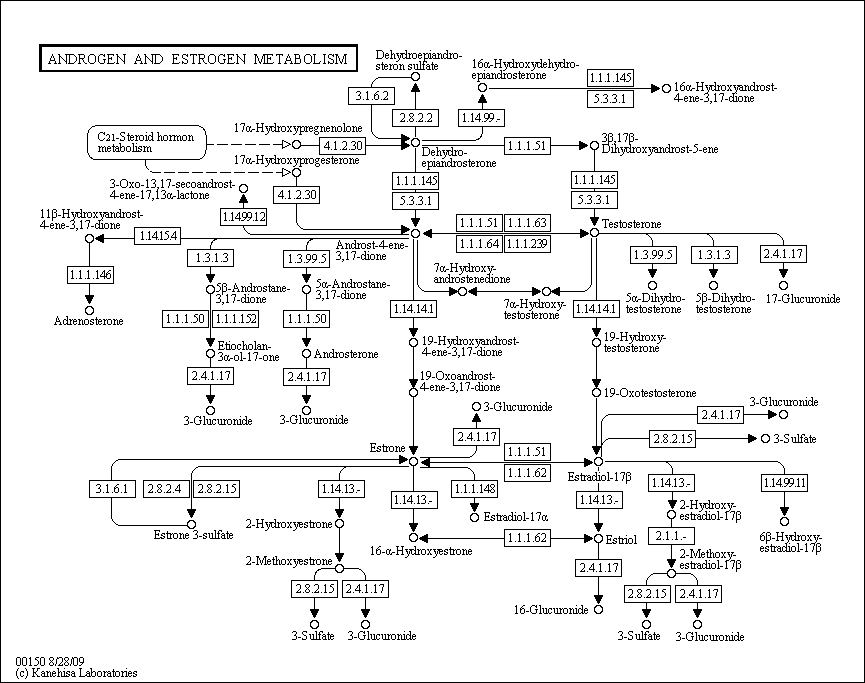 ANDROGEN AND ESTROGEN METABOLISM
Dehydroepiandro-
steron sulfate
16α-Hydroxydehydro-
epiandrosterone
1.1.1.145
5.3.3.1
16α-Hydroxyandrost-
4-ene-3,17-dione
3.1.6.2
2.8.2.2
1.14.99.-
C21-Steroid hormon
metabolism
17α-Hydroxypregnenolone
4.1.2.30
Dehydro-
epiandrosterone
1.1.1.51
3β,17β-
Dihydroxyandrost-5-ene
17α-Hydroxyprogesterone
4.1.2.30
1.1.1.145
5.3.3.1
1.1.1.145
5.3.3.1
3-Oxo-13,17-secoandrost-
4-ene-17,13α-lactone
1.14.99.12
11β-Hydroxyandrost-
4-ene-3,17-dione
1.14.15.4
1.1.1.51
1.1.1.63
1.1.1.64
1.1.1.239
Testosterone
Androst-4-ene-
3,17-dione
1.3.1.3
1.3.99.5
1.3.99.5
1.3.1.3
2.4.1.17
1.1.1.146
7α-Hydroxy-
androstenedione
7α-Hydroxy-
testosterone
5β-Androstane-
3,17-dione
5α-Androstane-
3,17-dione
5α-Dihydro-
testosterone
5β-Dihydro-
testosterone
17-Glucuronide
Adrenosterone
1.1.1.50
1.1.1.152
1.1.1.50
1.14.14.1
1.14.14.1
Etiocholan-
3α-ol-17-one
Androsterone
19-Hydroxyandrost-
4-ene-3,17-dione
19-Hydroxy-
testosterone
2.4.1.17
2.4.1.17
19-Oxoandrost-
4-ene-3,17-dione
19-Oxotestosterone
3-Glucuronide
3-Glucuronide
3-Glucuronide
3-Glucuronide
2.4.1.17
2.4.1.17
2.8.2.15
3-Sulfate
Estrone
1.1.1.51
1.1.1.62
Estradiol-17β
3.1.6.1
2.8.2.4
2.8.2.15
1.14.13.-
1.14.13.-
1.1.1.148
1.14.13.-
1.14.13.-
1.14.99.11
Estrone 3-sulfate
2-Hydroxyestrone
Estradiol-17α
2-Hydroxy-
estradiol-17β
6β-Hydroxy-
estradiol-17β
16-α-Hydroxyestrone
1.1.1.62
Estriol
2.1.1.-
2-Methoxyestrone
2-Methoxy-
estradiol-17β
2.8.2.15
2.4.1.17
2.4.1.17
2.8.2.15
2.4.1.17
16-Glucuronide
3-Sulfate
3-Glucuronide
3-Sulfate
3-Glucuronide
00150 8/28/09
(c) Kanehisa Laboratories